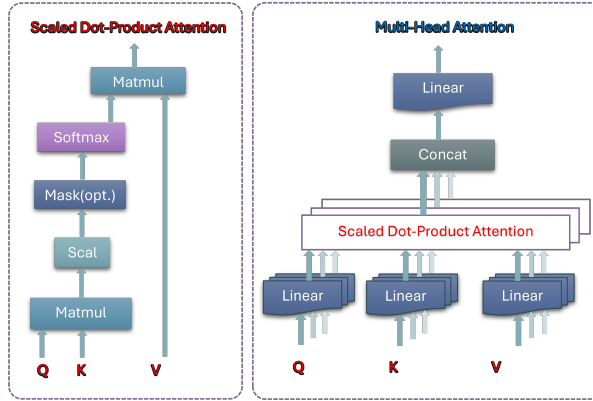 Scaled Dot-Product Attention
Matmul
Softmax
Mask(opt.)
Scal
Matmul
Q K V
Multi-Head Attention
Linear
Concat
Scaled Dot-Product Attention
Linear Linear Linear
Q K V